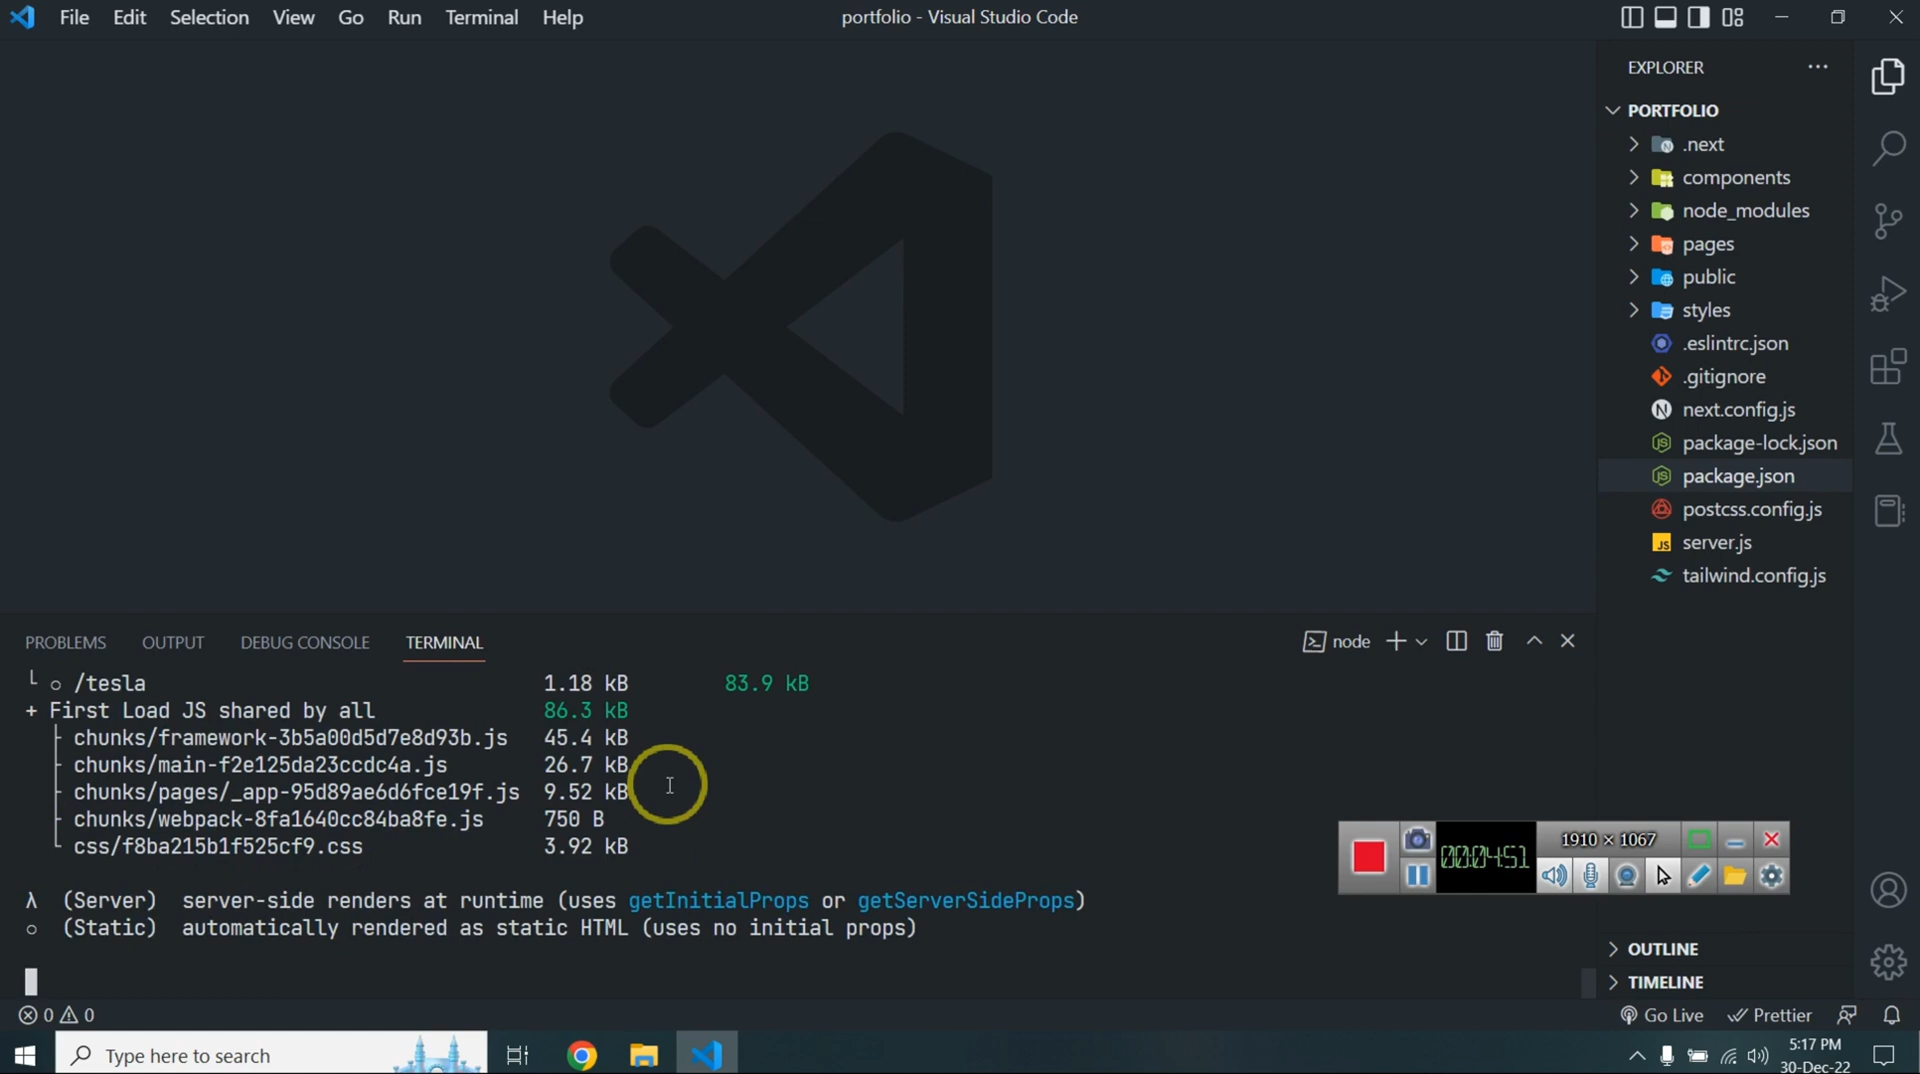 File Edit Selection View Go Run Terminal Help
portfolio - Visual Studio Code
EXPLORER
PORTFOLIO
.next
components
node_modules
pages
public
styles
.eslintrc.json
.gitignore
next.config.js
package-lock.json
package.json
postcss.config.js
server.js
tailwind.config.js
PROBLEMS OUTPUT DEBUG CONSOLE TERMINAL
node
└ ○ /tesla 1.18 kB 83.9 kB
+ First Load JS shared by all 86.3 kB
├ chunks/framework-3b5a00d5d7e8d93b.js 45.4 kB
├ chunks/main-f2e125da23ccdc4a.js 26.7 kB
├ chunks/pages/_app-95d89ae6d6fce19f.js 9.52 kB
├ chunks/webpack-8fa1640cc84ba8fe.js 750 B
└ css/f8ba215b1f525cf9.css 3.92 kB
λ (Server) server-side renders at runtime (uses getInitialProps or getServerSideProps)
○ (Static) automatically rendered as static HTML (uses no initial props)
00:04:51
1910 × 1067
OUTLINE
TIMELINE
0 0
Go Live Prettier
Type here to search
5:17 PM
30-Dec-22